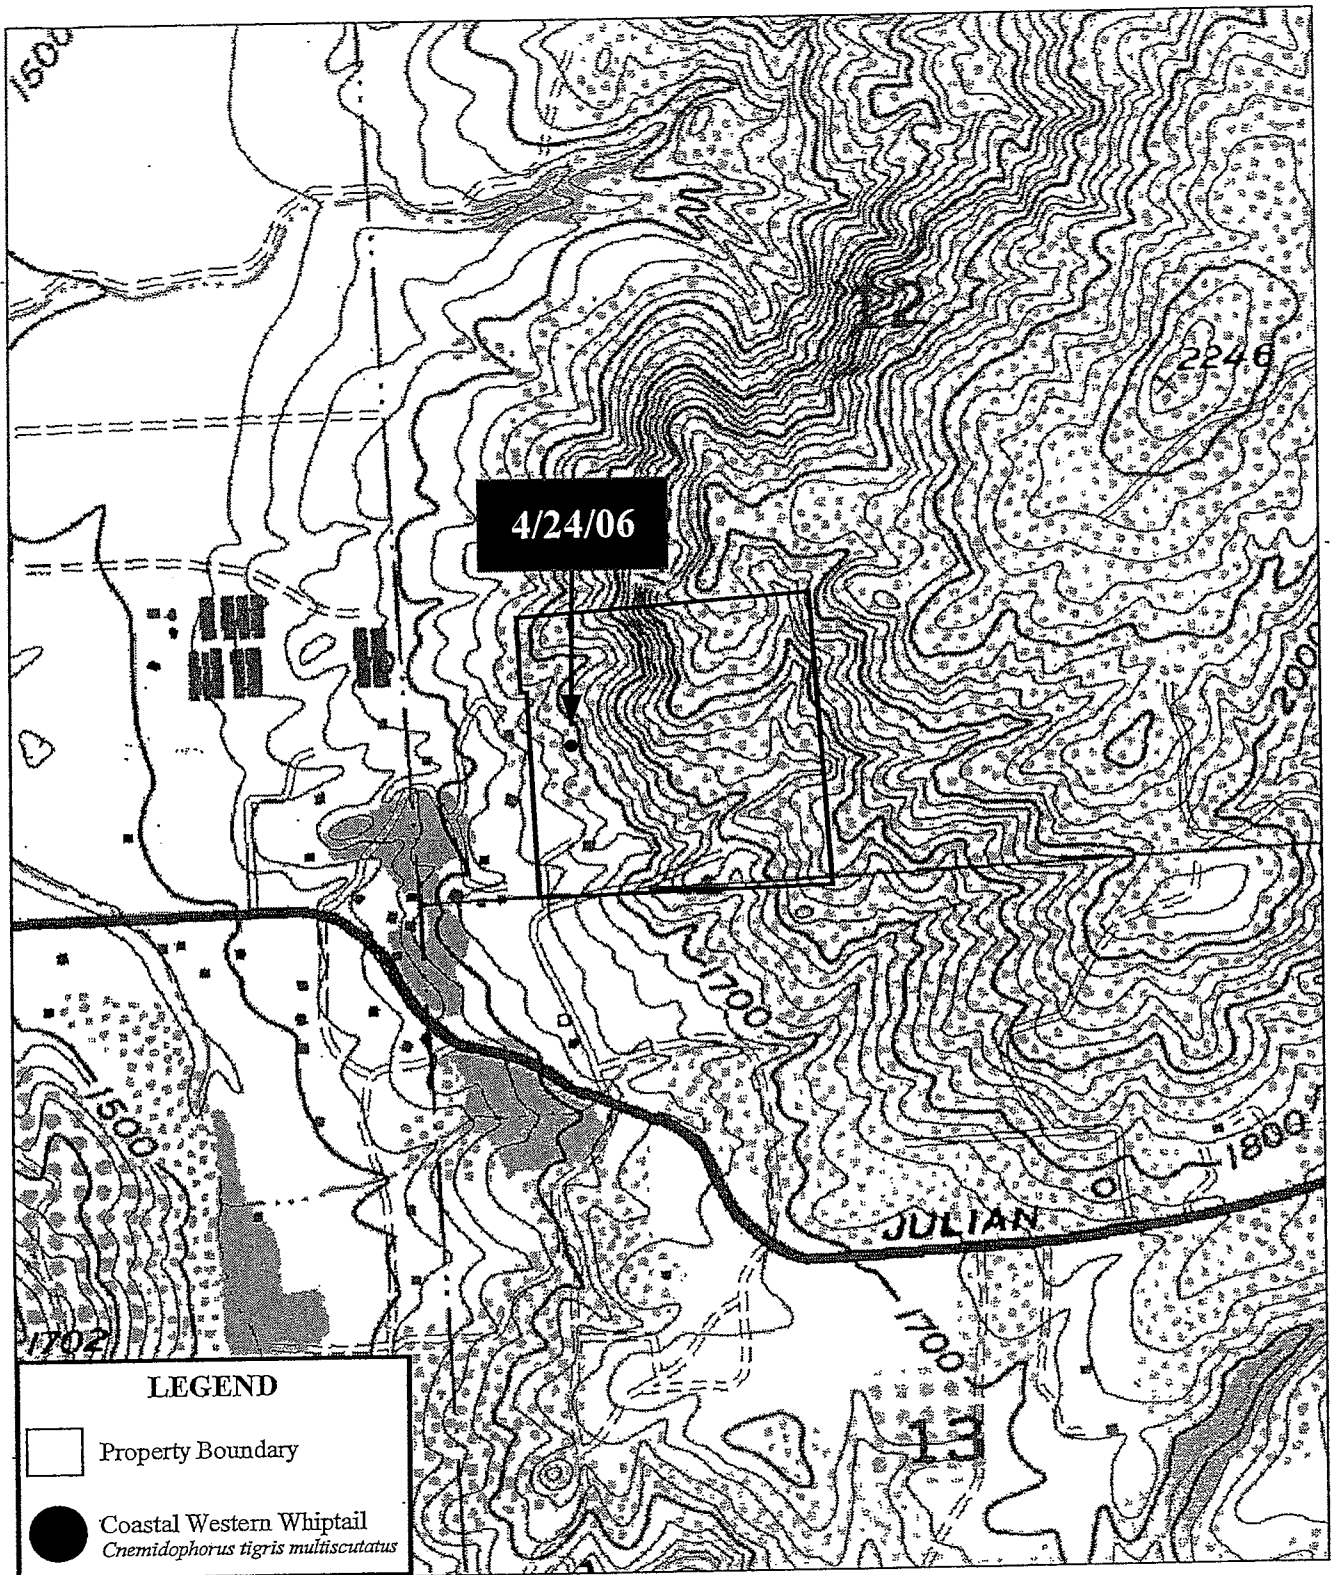 1500
2246
4/24/06
2000
1700
1500
1800
JULIAN
1702
1700
13
LEGEND
Property Boundary
Coastal Western Whiptail
Cnemidophorus tigris multiscutatus